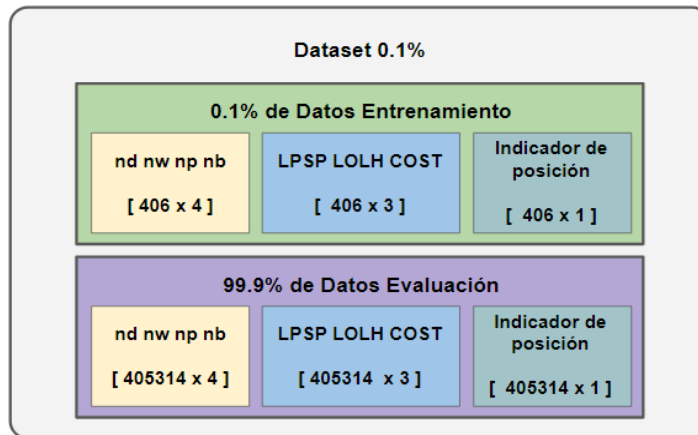 Dataset 0.1%
0.1% de Datos Entrenamiento
nd nw np nb
[ 406 x 4 ]
LPSP LOLH COST
[ 406 x 3 ]
Indicador de
posición
[ 406 x 1 ]
99.9% de Datos Evaluación
nd nw np nb
[ 405314 x 4 ]
LPSP LOLH COST
[ 405314 x 3 ]
Indicador de
posición
[ 405314 x 1 ]